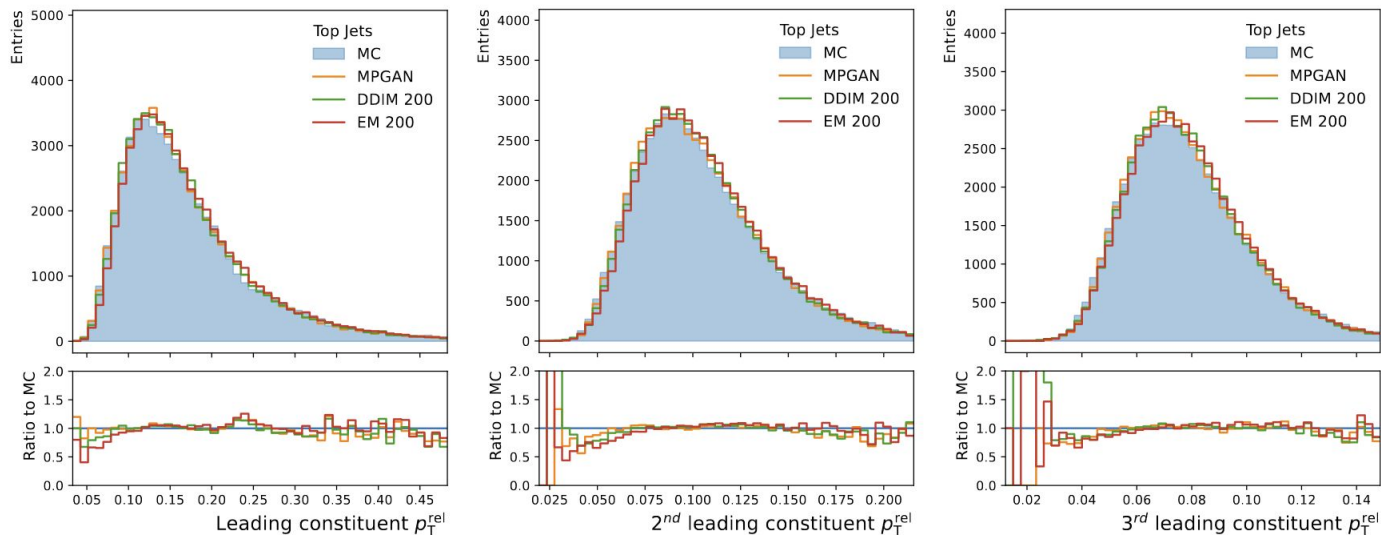 Entries
5000
4000
3000
2000
1000
0
Top Jets
MC
MPGAN
DDIM 200
EM 200
Ratio to MC
2.0
1.5
1.0
0.5
0.0
0.05
0.10
0.15
0.20
0.25
0.30
0.35
0.40
0.45
Leading constituent p_T^rel
Entries
4000
3500
3000
2500
2000
1500
1000
500
0
Top Jets
MC
MPGAN
DDIM 200
EM 200
Ratio to MC
2.0
1.5
1.0
0.5
0.0
0.025
0.050
0.075
0.100
0.125
0.150
0.175
0.200
2^nd leading constituent p_T^rel
Entries
4000
3500
3000
2500
2000
1500
1000
500
0
Top Jets
MC
MPGAN
DDIM 200
EM 200
Ratio to MC
2.0
1.5
1.0
0.5
0.0
0.02
0.04
0.06
0.08
0.10
0.12
0.14
3^rd leading constituent p_T^rel